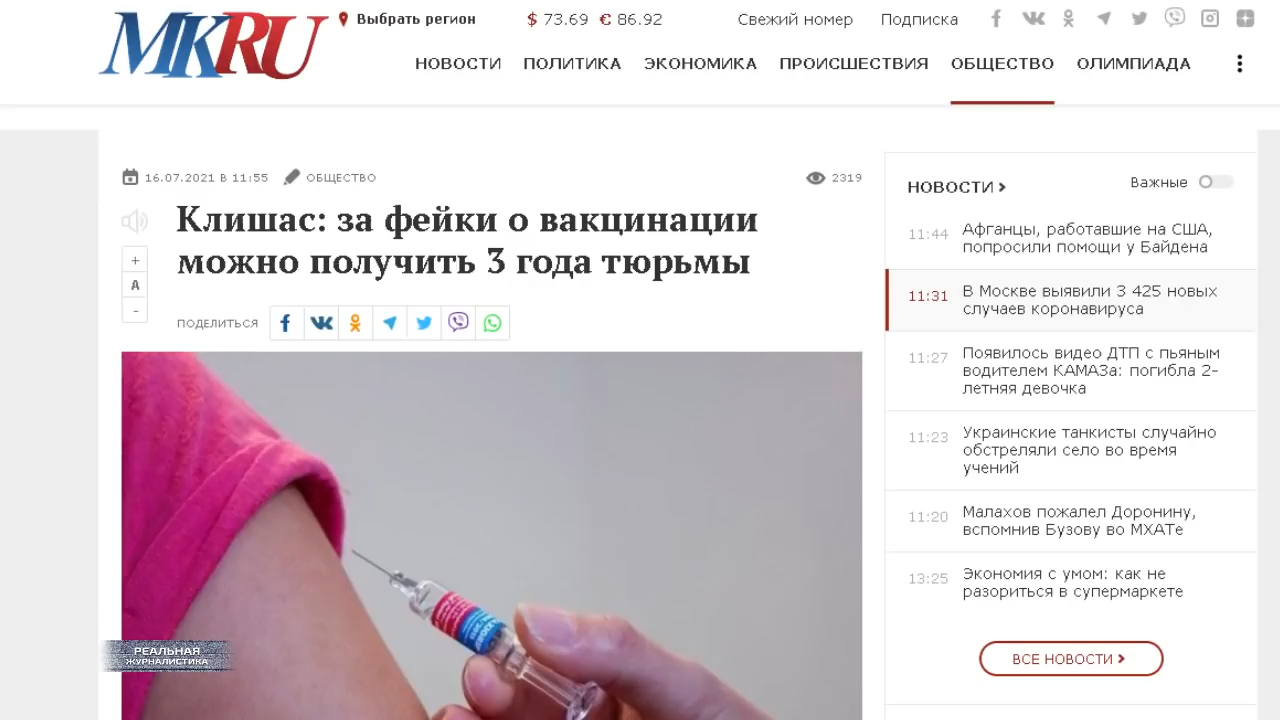 MKRU
Выбрать регион
$ 73.69 € 86.92
Свежий номер
Подписка
НОВОСТИ
ПОЛИТИКА
ЭКОНОМИКА
ПРОИСШЕСТВИЯ
ОБЩЕСТВО
ОЛИМПИАДА
16.07.2021 В 11:55
ОБЩЕСТВО
2319
Клишас: за фейки о вакцинации
можно получить 3 года тюрьмы
+
А
-
ПОДЕЛИТЬСЯ
РЕАЛЬНАЯ
ЖУРНАЛИСТИКА
НОВОСТИ
Важные
11:44 Афганцы, работавшие на США,
попросили помощи у Байдена
11:31 В Москве выявили 3 425 новых
случаев коронавируса
11:27 Появилось видео ДТП с пьяным
водителем КАМАЗа: погибла 2-
летняя девочка
11:23 Украинские танкисты случайно
обстреляли село во время
учений
11:20 Малахов пожалел Доронину,
вспомнив Бузову во МХАТе
13:25 Экономия с умом: как не
разориться в супермаркете
ВСЕ НОВОСТИ